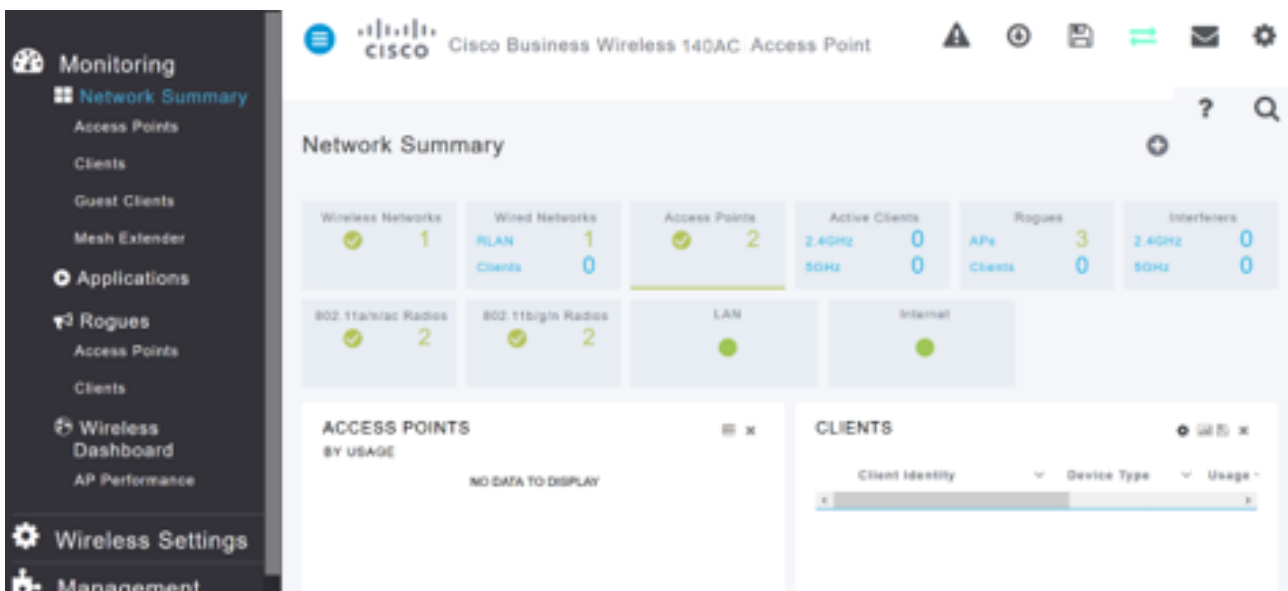 Monitoring
Network Summary
Access Points
Clients
Guest Clients
Mesh Extender
Applications
Rogues
Access Points
Clients
Wireless
Dashboard
AP Performance
Wireless Settings
Management
CISCO Cisco Business Wireless 140AC Access Point
?
Network Summary
Wireless Networks
1
Wired Networks
RLAN 1
Clients 0
Access Points
2
Active Clients
2.4GHz 0
5GHz 0
Rogues
APs 3
Clients 0
Interferers
2.4GHz 0
5GHz 0
802.11a/n/ac Radios
2
802.11b/g/n Radios
2
LAN
Internet
ACCESS POINTS
BY USAGE
NO DATA TO DISPLAY
CLIENTS
Client Identity Device Type Usage